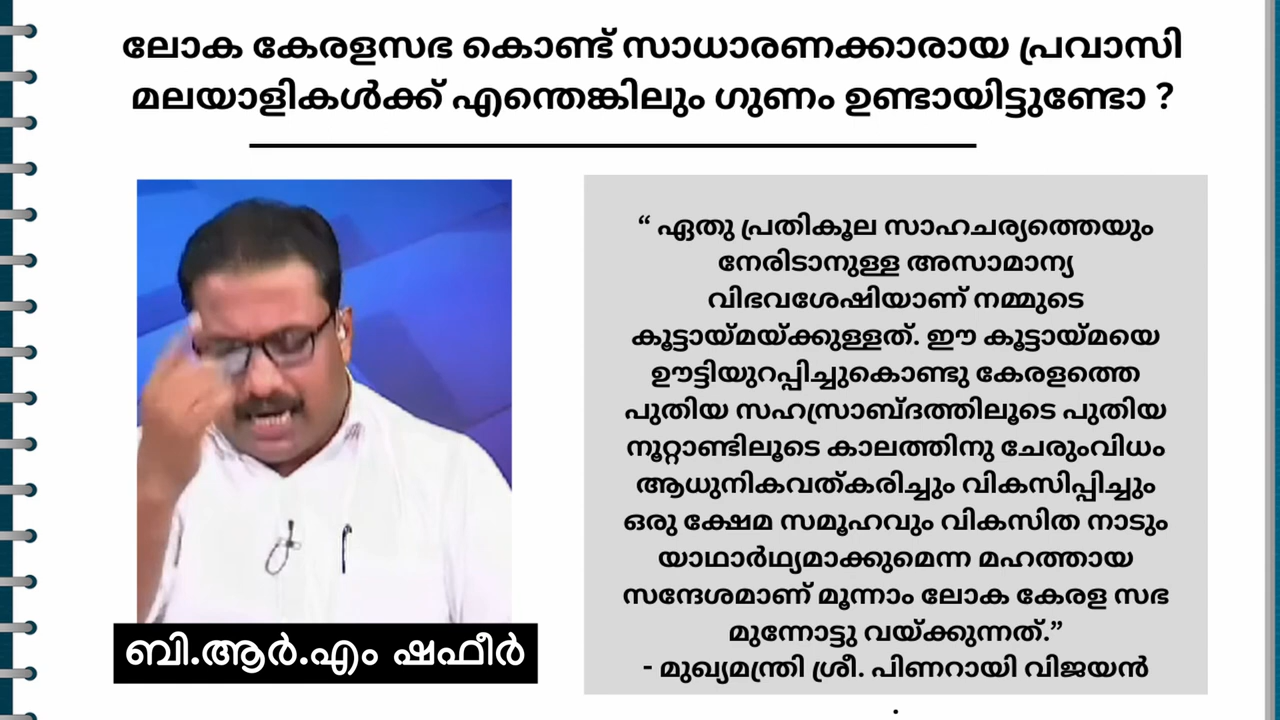 ലോക കേരളസഭ കൊണ്ട് സാധാരണക്കാരായ പ്രവാസി
മലയാളികൾക്ക് എന്തെങ്കിലും ഗുണം ഉണ്ടായിട്ടുണ്ടോ ?
“ ഏതു പ്രതികൂല സാഹചര്യത്തെയും
നേരിടാനുള്ള അസാമാന്യ
വിഭവശേഷിയാണ് നമ്മുടെ
കൂട്ടായ്മയ്ക്കുള്ളത്. ഈ കൂട്ടായ്മയെ
ഊട്ടിയുറപ്പിച്ചുകൊണ്ടു കേരളത്തെ
പുതിയ സഹസ്രാബ്ദത്തിലൂടെ പുതിയ
നൂറ്റാണ്ടിലൂടെ കാലത്തിനു ചേരുംവിധം
ആധുനികവത്കരിച്ചും വികസിപ്പിച്ചും
ഒരു ക്ഷേമ സമൂഹവും വികസിത നാടും
യാഥാർഥ്യമാക്കുമെന്ന മഹത്തായ
സന്ദേശമാണ് മൂന്നാം ലോക കേരള സഭ
മുന്നോട്ടു വയ്ക്കുന്നത്.”
- മുഖ്യമന്ത്രി ശ്രീ. പിണറായി വിജയൻ
.
ബി.ആർ.എം ഷഫീർ